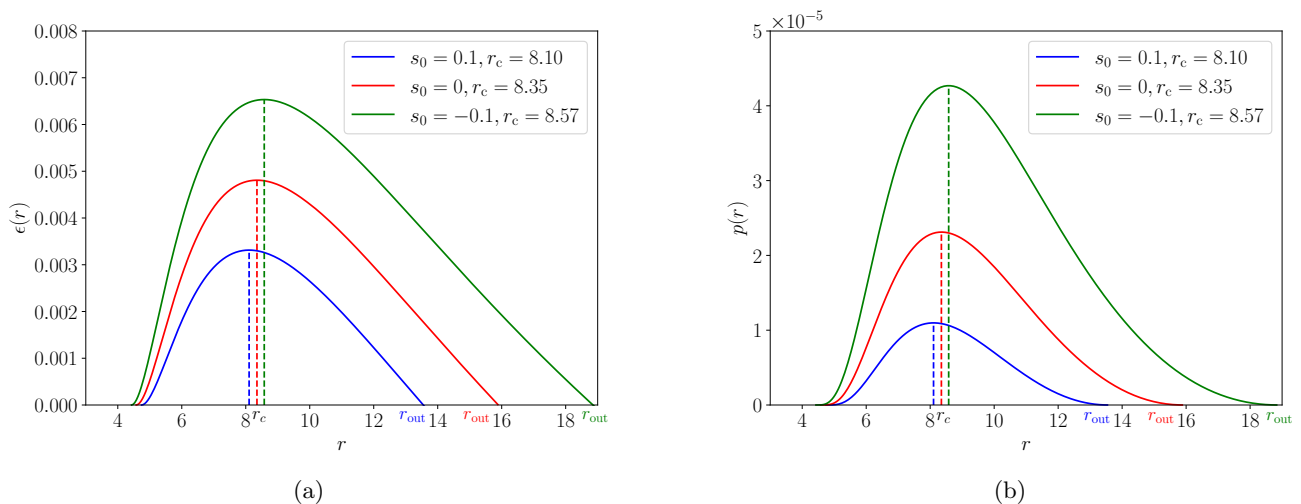 0.008
0.007
0.006
0.005
0.004
0.003
0.002
0.001
0.000
ϵ(r)
s₀ = 0.1, r_c = 8.10
s₀ = 0, r_c = 8.35
s₀ = −0.1, r_c = 8.57
4 6 8 r_c 10 12 14 16 18
r_out r_out r_out
r
(a)
×10⁻⁵
5
4
3
2
1
0
p(r)
s₀ = 0.1, r_c = 8.10
s₀ = 0, r_c = 8.35
s₀ = −0.1, r_c = 8.57
4 6 8 r_c 10 12 14 16 18
r_out r_out r_out
r
(b)